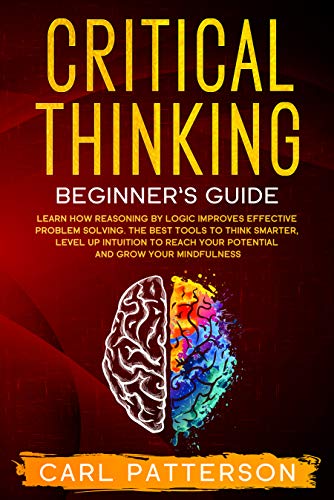 CRITICAL
THINKING
BEGINNER'S GUIDE
LEARN HOW REASONING BY LOGIC IMPROVES EFFECTIVE
PROBLEM SOLVING. THE BEST TOOLS TO THINK SMARTER,
LEVEL UP INTUITION TO REACH YOUR POTENTIAL
AND GROW YOUR MINDFULNESS
CARL PATTERSON